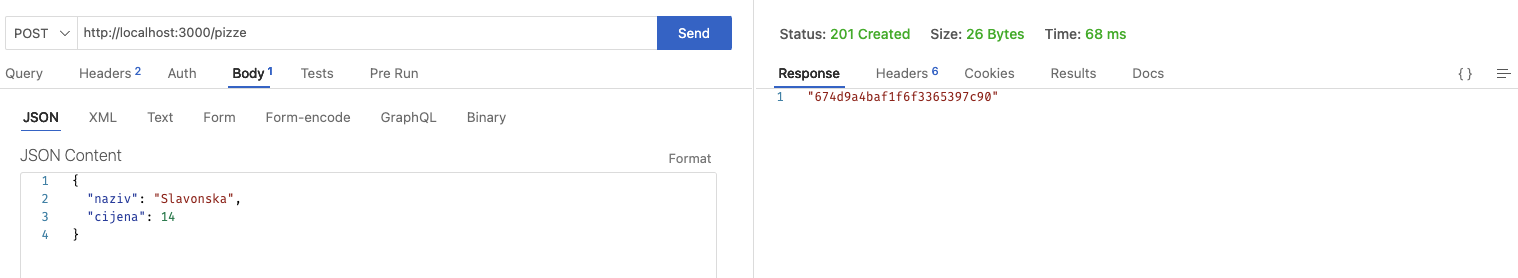 POST http://localhost:3000/pizze Send
Query Headers 2 Auth Body 1 Tests Pre Run
JSON XML Text Form Form-encode GraphQL Binary
JSON Content Format
1 {
2 "naziv": "Slavonska",
3 "cijena": 14
4 }
Status: 201 Created Size: 26 Bytes Time: 68 ms
Response Headers 6 Cookies Results Docs { }
1 "674d9a4baf1f6f3365397c90"